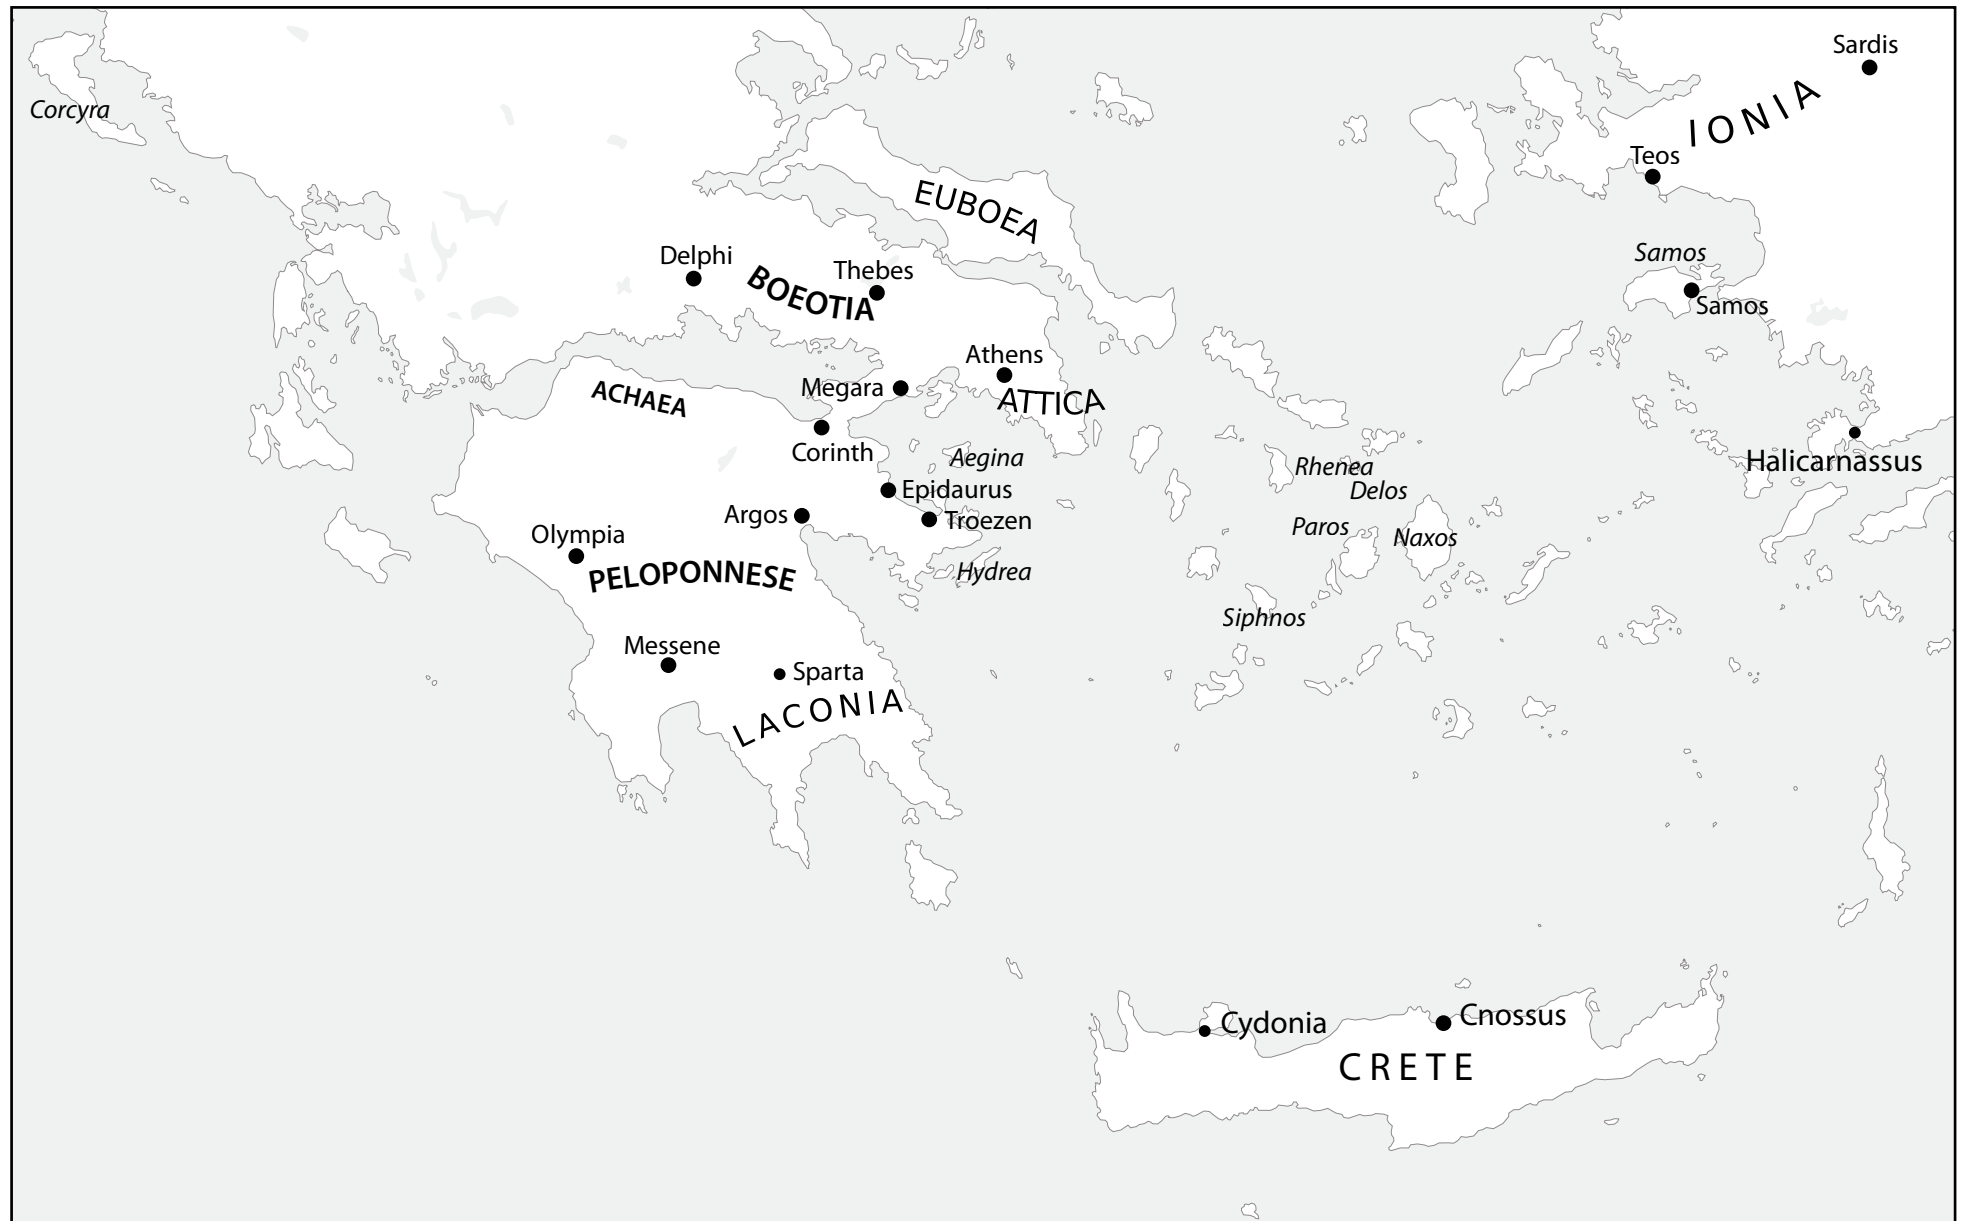 Sardis
Corcyra
IONIA
Teos
EUBOEA
Samos
Delphi
BOEOTIA
Thebes
Samos
Athens
Megara
ATTICA
ACHAEA
Corinth
Aegina
Halicarnassus
Rhenea
Delos
Epidaurus
Argos
Troezen
Paros
Naxos
Olympia
PELOPONNESE
Hydrea
Siphnos
Messene
Sparta
LACONIA
Cydonia
Cnossus
CRETE